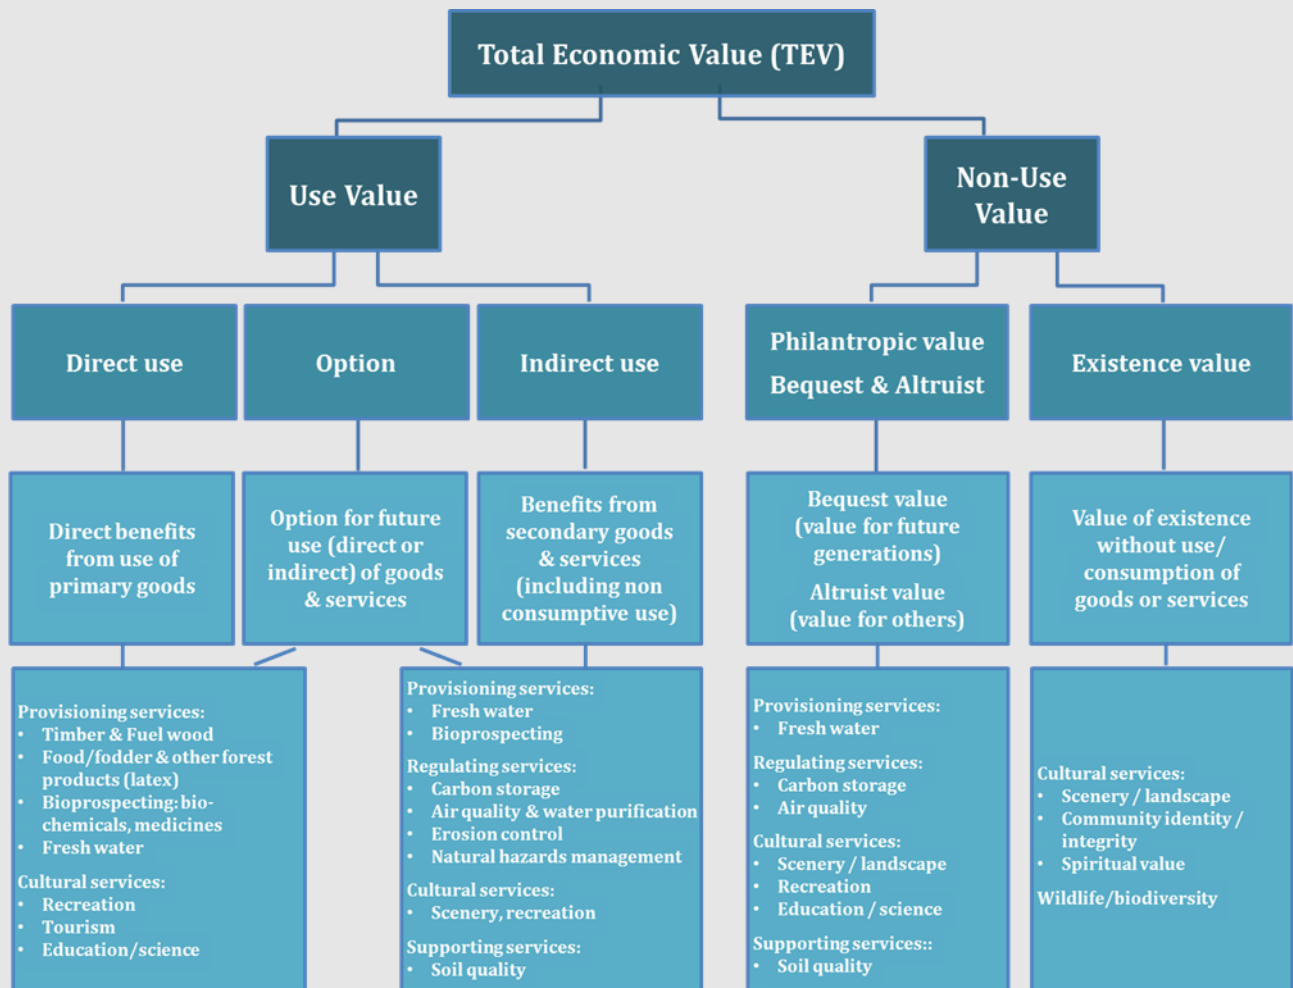 Total Economic Value (TEV)
Use Value
Non-Use
Value
Direct use
Option
Indirect use
Philantropic value
Bequest & Altruist
Existence value
Direct benefits
from use of
primary goods
Option for future
use (direct or
indirect) of goods
& services
Benefits from
secondary goods
& services
(including non
consumptive use)
Bequest value
(value for future
generations)
Altruist value
(value for others)
Value of existence
without use/
consumption of
goods or services
Provisioning services:
• Timber & Fuel wood
• Food/fodder & other forest
products (latex)
• Bioprospecting: bio-
chemicals, medicines
• Fresh water
Cultural services:
• Recreation
• Tourism
• Education/science
Provisioning services:
• Fresh water
• Bioprospecting
Regulating services:
• Carbon storage
• Air quality & water purification
• Erosion control
• Natural hazards management
Cultural services:
• Scenery, recreation
Supporting services:
• Soil quality
Provisioning services:
• Fresh water
Regulating services:
• Carbon storage
• Air quality
Cultural services:
• Scenery / landscape
• Recreation
• Education / science
Supporting services::
• Soil quality
Cultural services:
• Scenery / landscape
• Community identity /
integrity
• Spiritual value
Wildlife/biodiversity